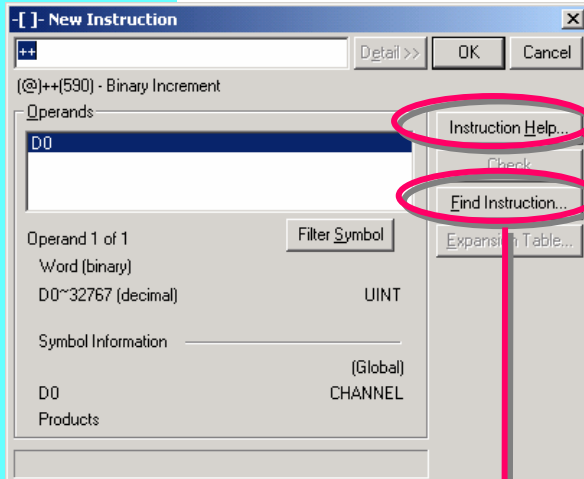 -[ ]- New Instruction
++
Detail >>
OK
Cancel
(@)++(590) - Binary Increment
Operands
D0
Instruction Help...
Check
Find Instruction...
Expansion Table...
Operand 1 of 1
Filter Symbol
Word (binary)
D0~32767 (decimal)
UINT
Symbol Information
(Global)
D0
CHANNEL
Products